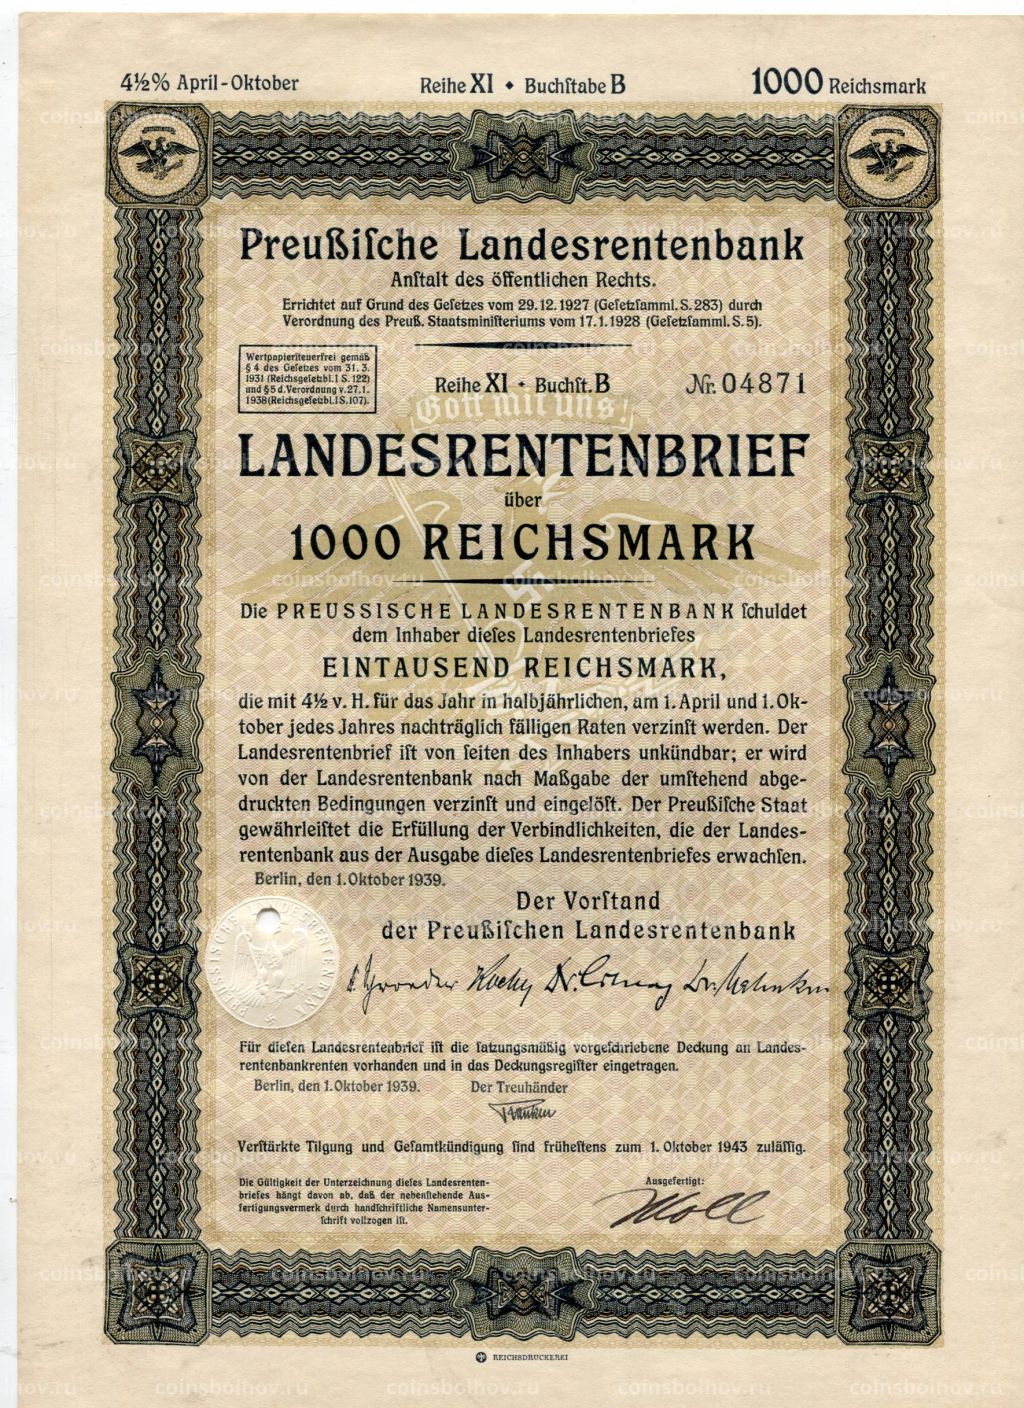 4½% April-Oktober Reihe XI ⬩ Buchſtabe B 1000 Reichsmark
Preußiſche Landesrentenbank
Anſtalt des öffentlichen Rechts.
Errichtet auf Grund des Geſetzes vom 29.12.1927 (Geſetzſamml. S. 283) durch
Verordnung des Preuß. Staatsminiſteriums vom 17.1.1928 (Geſetzſamml. S. 5).
Wertpapierſteuerfrei gemäß
§ 4 des Geſetzes vom 31. 3.
1931 (Reichsgeſetzbl. I S. 122)
und § 5 d. Verordnung v. 27.1.
1938 (Reichsgeſetzbl. I S. 107).
Reihe XI ⬩ Buchſt. B Nr. 04871
Gott mit uns!
LANDESRENTENBRIEF
über
1000 REICHSMARK
Die PREUSSISCHE LANDESRENTENBANK ſchuldet
dem Inhaber dieſes Landesrentenbriefes
EINTAUSEND REICHSMARK,
die mit 4½ v. H. für das Jahr in halbjährlichen, am 1. April und 1. Ok-
tober jedes Jahres nachträglich fälligen Raten verzinſt werden. Der
Landesrentenbrief iſt von ſeiten des Inhabers unkündbar; er wird
von der Landesrentenbank nach Maßgabe der umſtehend abge-
druckten Bedingungen verzinſt und eingelöſt. Der Preußiſche Staat
gewährleiſtet die Erfüllung der Verbindlichkeiten, die der Landes-
rentenbank aus der Ausgabe dieſes Landesrentenbriefes erwachſen.
Berlin, den 1. Oktober 1939.
Der Vorſtand
der Preußiſchen Landesrentenbank
PREUSSISCHE LANDESRENTENBANK
Für dieſen Landesrentenbrief iſt die ſatzungsmäßig vorgeſchriebene Deckung an Landes-
rentenbankrenten vorhanden und in das Deckungsregiſter eingetragen.
Berlin, den 1. Oktober 1939. Der Treuhänder
Verſtärkte Tilgung und Geſamtkündigung ſind früheſtens zum 1. Oktober 1943 zuläſſig.
Die Gültigkeit der Unterzeichnung dieſes Landesrenten-
briefes hängt davon ab, daß der nebenſtehende Aus-
fertigungsvermerk durch handſchriftliche Namensunter-
ſchrift vollzogen iſt.
Ausgefertigt:
Moll
REICHSDRUCKEREI
coinsbolhov.ru